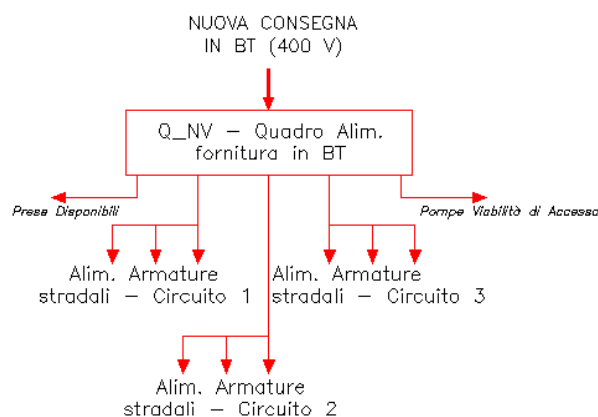 NUOVA CONSEGNA
IN BT (400 V)
Q_NV – Quadro Alim.
fornitura in BT
Prese Disponibili
Pompe Viabilità di Accesso
Alim. Armature
stradali – Circuito 1
Alim. Armature
stradali – Circuito 3
Alim. Armature
stradali – Circuito 2